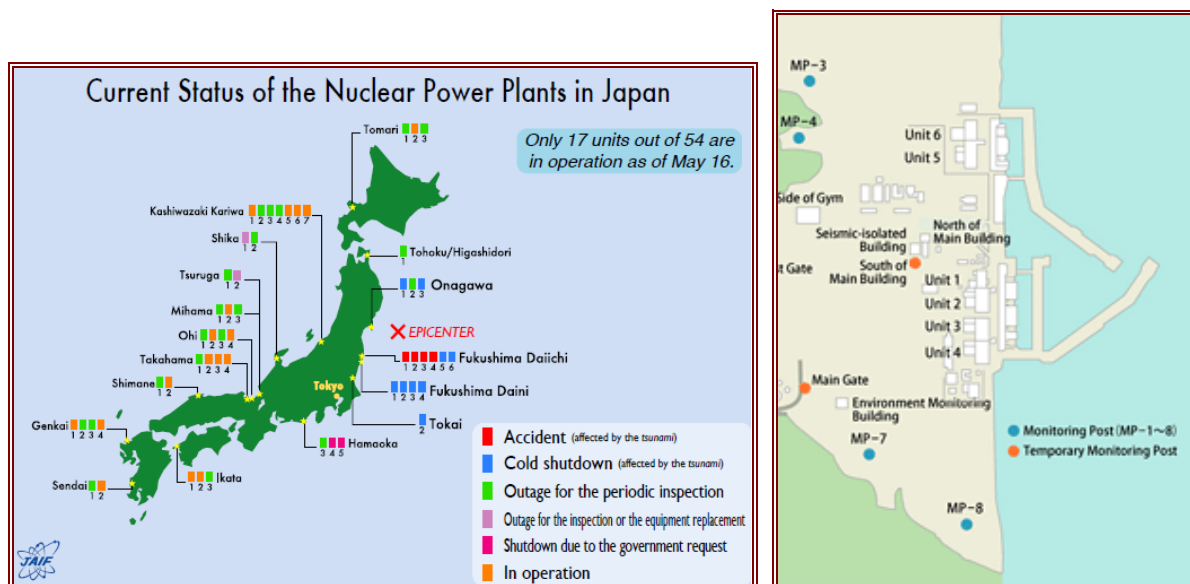 Current Status of the Nuclear Power Plants in Japan
Only 17 units out of 54 are
in operation as of May 16.
Tomari
1 2 3
Kashiwazaki Kariwa
1 2 3 4 5 6 7
Shika
1 2
Tohoku/Higashidori
1
Tsuruga
1 2
Onagawa
1 2 3
Mihama
1 2 3
EPICENTER
Ohi
1 2 3 4
Takahama
1 2 3 4
Fukushima Daiichi
1 2 3 4 5 6
Shimane
1 2
Tokyo
Fukushima Daini
1 2 3 4
Genkai
1 2 3 4
Tokai
2
Hamaoka
3 4 5
Sendai
1 2
Ikata
1 2 3
Accident (affected by the tsunami)
Cold shutdown (affected by the tsunami)
Outage for the periodic inspection
Outage for the inspection or the equipment replacement
Shutdown due to the government request
In operation
JAIF
MP-3
MP-4
Unit 6
Unit 5
Side of Gym
Seismic-isolated
Building
North of
Main Building
st Gate
South of
Main Building
Unit 1
Unit 2
Unit 3
Unit 4
Main Gate
Environment Monitoring
Building
MP-7
Monitoring Post (MP-1~8)
Temporary Monitoring Post
MP-8